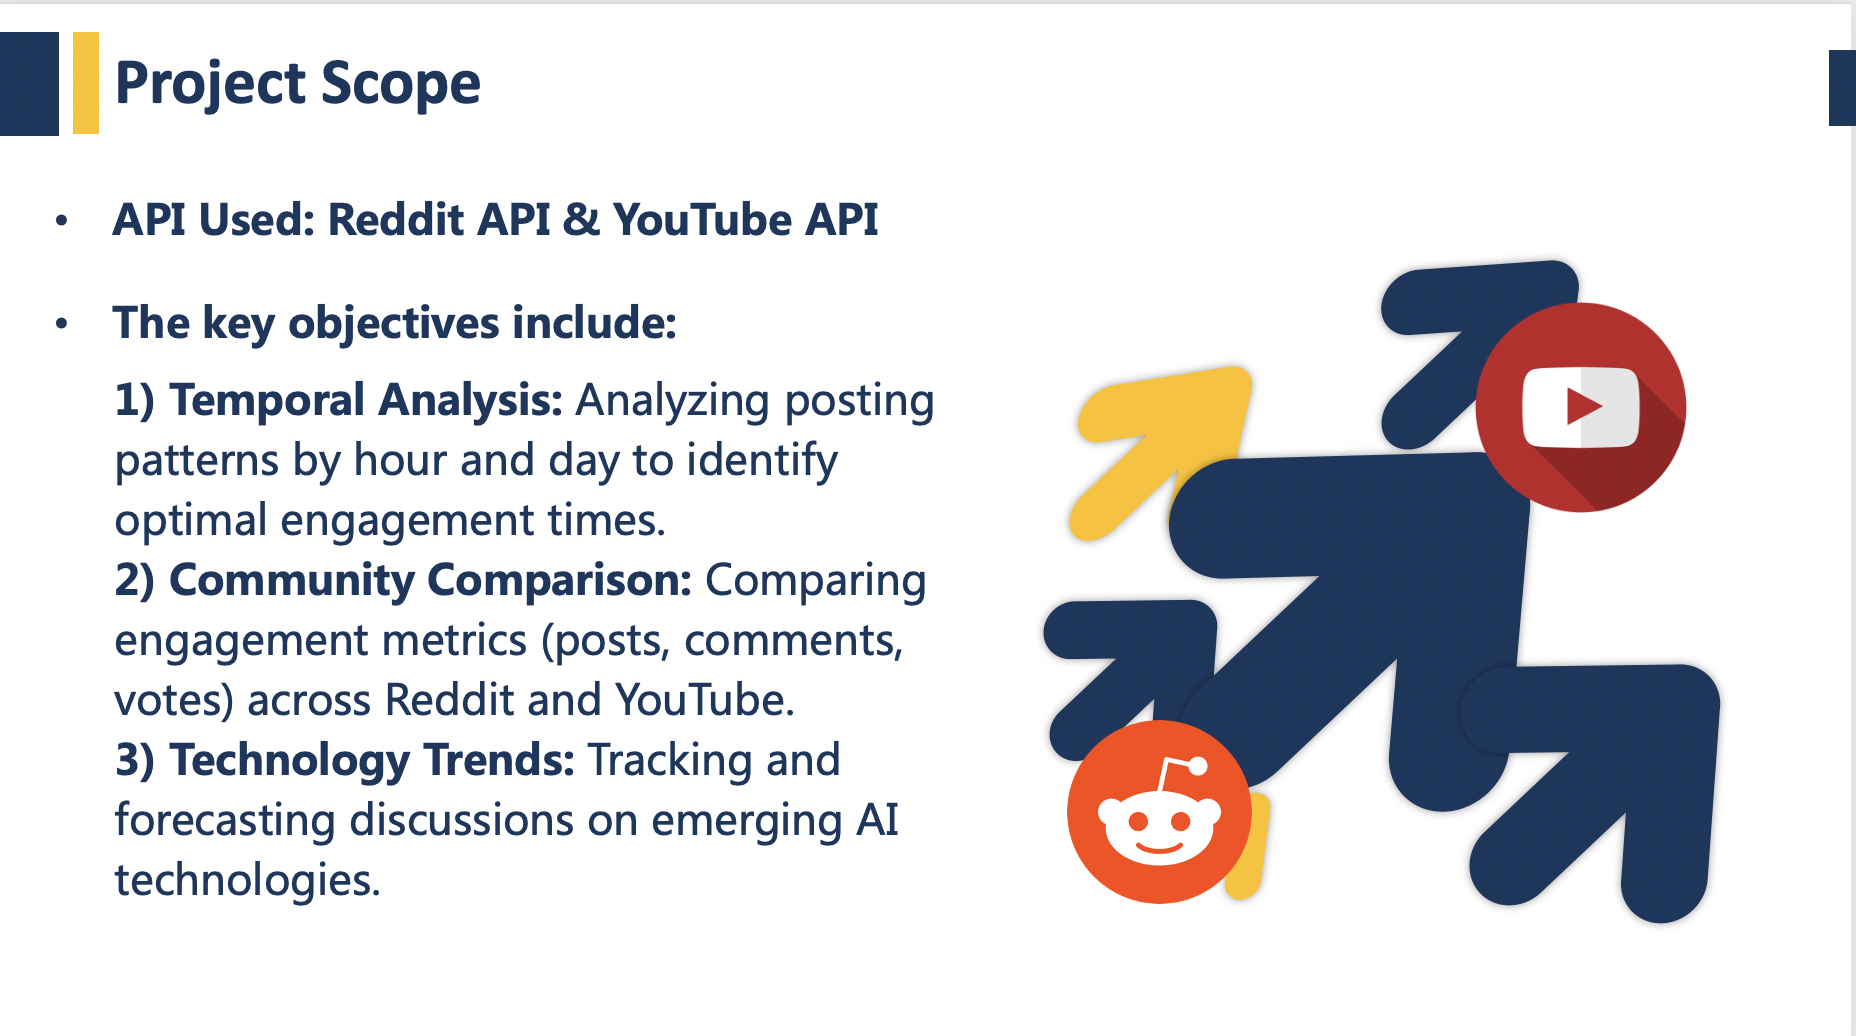 Project Scope
• API Used: Reddit API & YouTube API
• The key objectives include:
1) Temporal Analysis: Analyzing posting
patterns by hour and day to identify
optimal engagement times.
2) Community Comparison: Comparing
engagement metrics (posts, comments,
votes) across Reddit and YouTube.
3) Technology Trends: Tracking and
forecasting discussions on emerging AI
technologies.